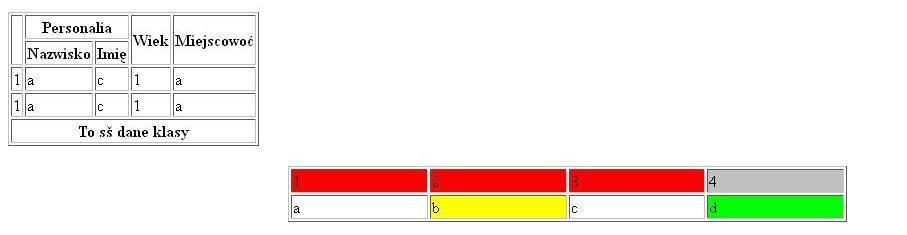 Personalia Wiek Miejscowoć
Nazwisko Imię
1 a c 1 a
1 a c 1 a
To sš dane klasy
1 2 3 4
a b c d